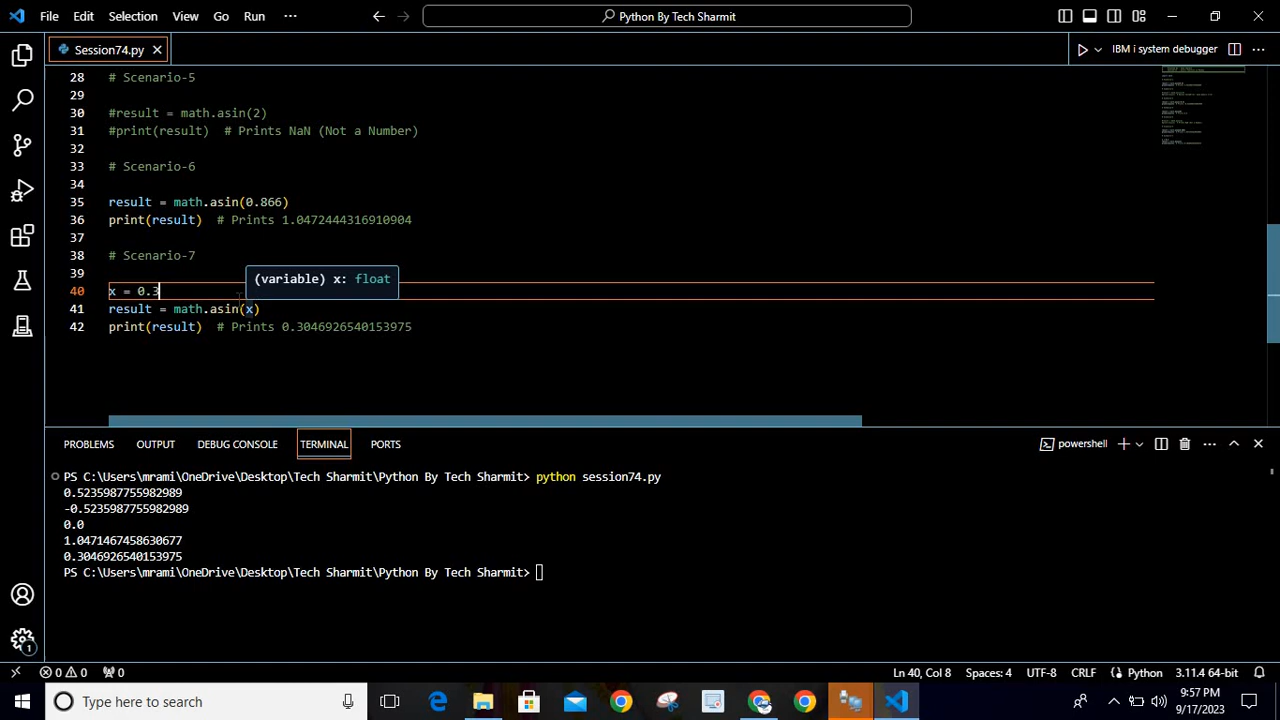 File Edit Selection View Go Run ··· Python By Tech Sharmit
Session74.py IBM i system debugger
28 # Scenario-5
29
30 #result = math.asin(2)
31 #print(result)  # Prints NaN (Not a Number)
32
33 # Scenario-6
34
35 result = math.asin(0.866)
36 print(result)  # Prints 1.0472444316910904
37
38 # Scenario-7
39
(variable) x: float
40 x = 0.3
41 result = math.asin(x)
42 print(result)  # Prints 0.3046926540153975
PROBLEMS OUTPUT DEBUG CONSOLE TERMINAL PORTS powershell
PS C:\Users\mrami\OneDrive\Desktop\Tech Sharmit\Python By Tech Sharmit> python session74.py
0.5235987755982989
-0.5235987755982989
0.0
1.0471467458630677
0.3046926540153975
PS C:\Users\mrami\OneDrive\Desktop\Tech Sharmit\Python By Tech Sharmit>
1
0 0 0 Ln 40, Col 8 Spaces: 4 UTF-8 CRLF Python 3.11.4 64-bit
Type here to search 9:57 PM
9/17/2023